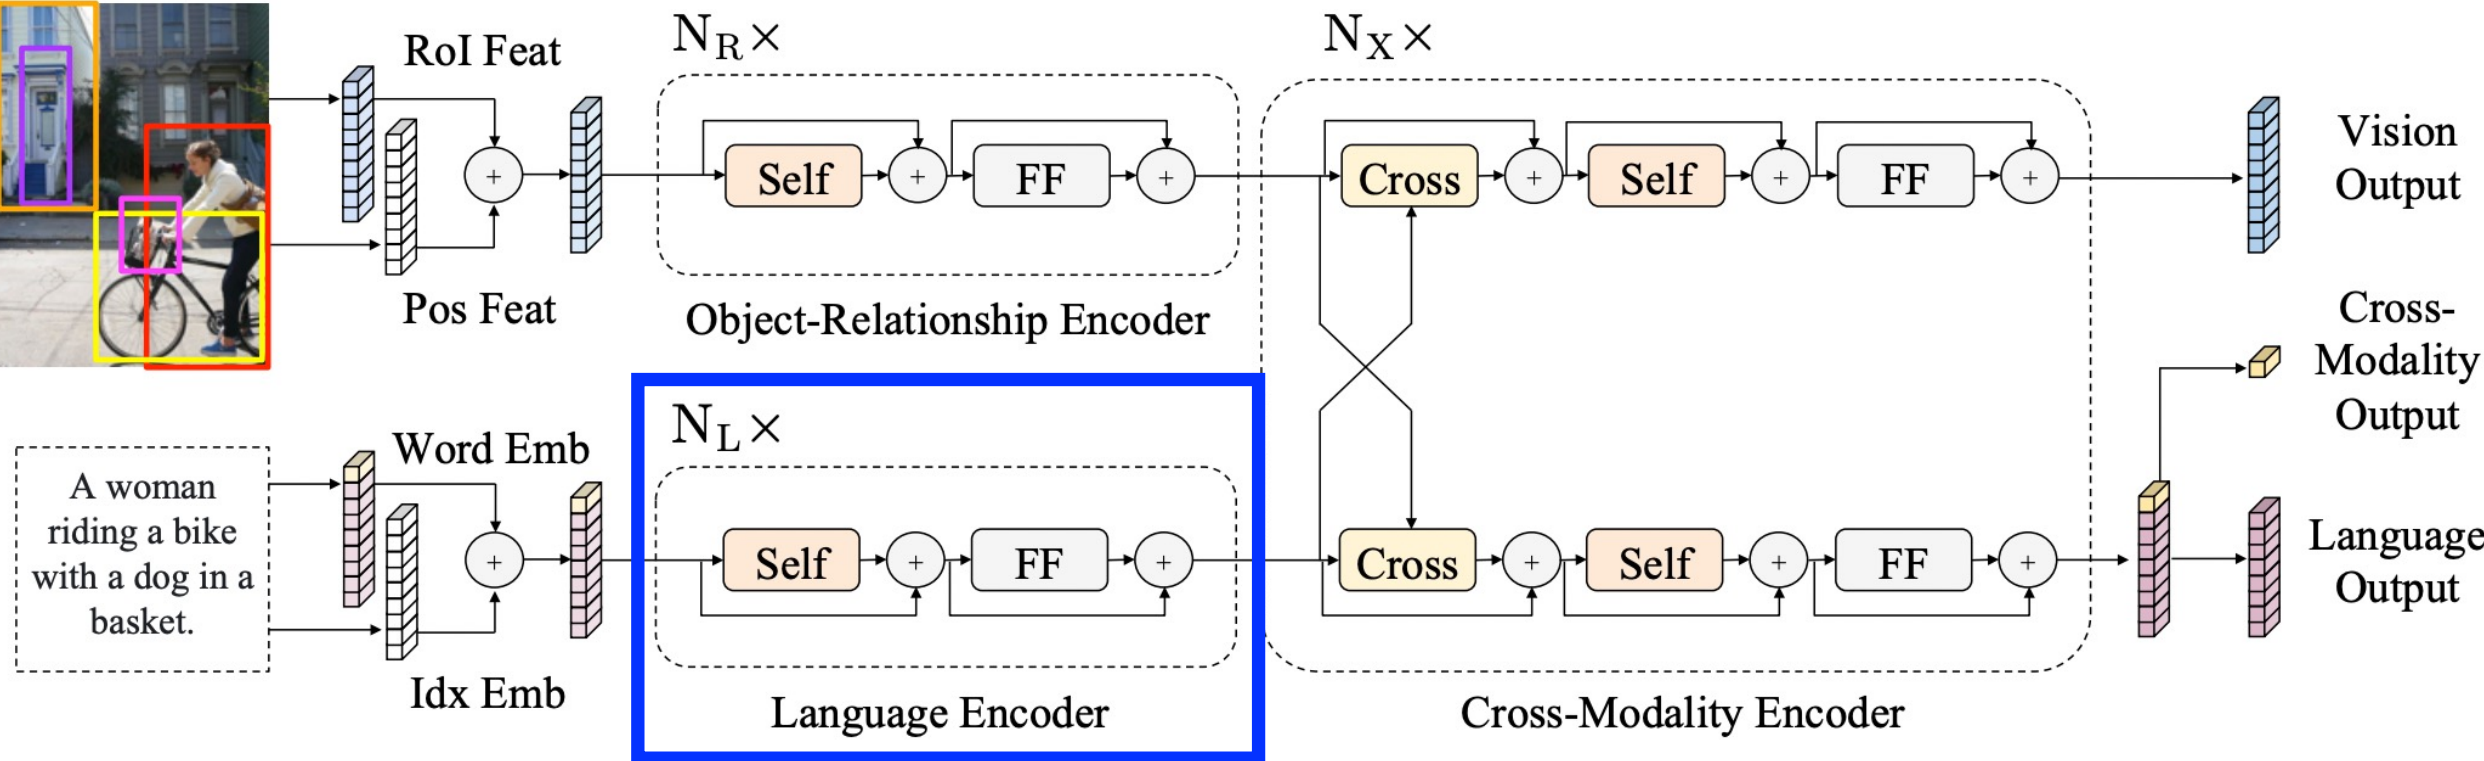 RoI Feat
Pos Feat
N_R ×
Self
+
FF
+
+
Object-Relationship Encoder
N_X ×
Cross
+
Self
+
FF
+
Vision
Output
Cross-
Modality
Output
A woman
riding a bike
with a dog in a
basket.
Word Emb
Idx Emb
+
N_L ×
Self
+
FF
+
Language Encoder
Cross
+
Self
+
FF
+
Cross-Modality Encoder
Language
Output